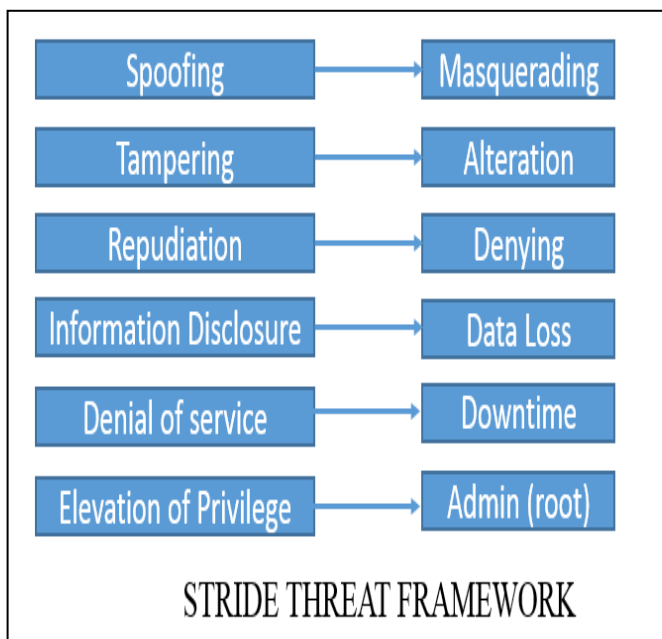 Spoofing
Masquerading
Tampering
Alteration
Repudiation
Denying
Information Disclosure
Data Loss
Denial of service
Downtime
Elevation of Privilege
Admin (root)
STRIDE THREAT FRAMEWORK